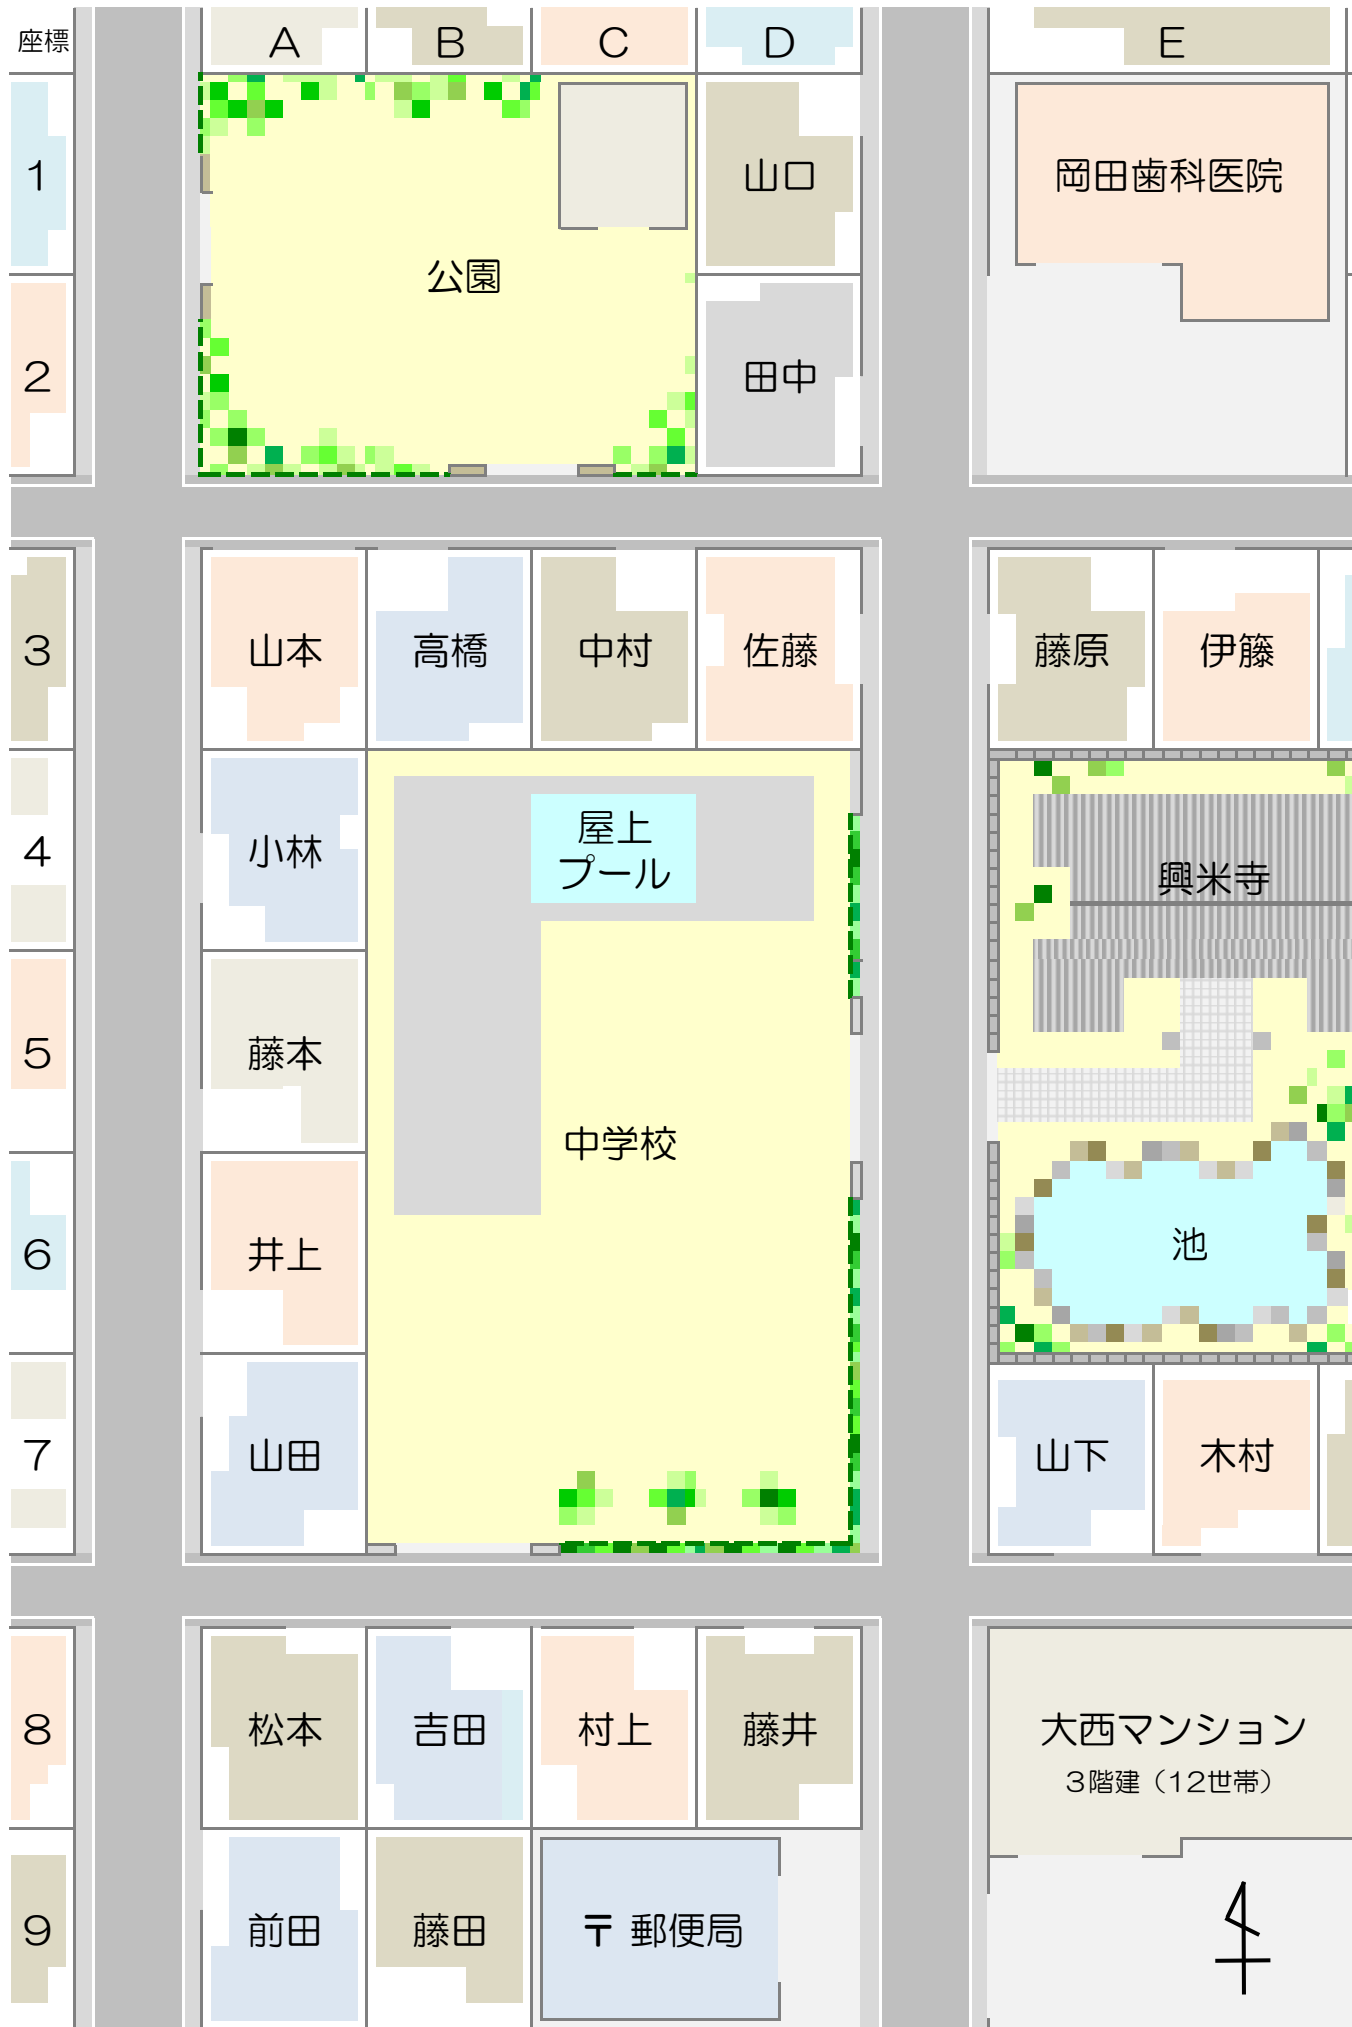 座標 A B C D E
1 山口 岡田歯科医院
公園
2 田中
3 山本 高橋 中村 佐藤 藤原 伊籐
屋上
プール
4 小林 興米寺
5 藤本
中学校
6 井上 池
7 山田 山下 木村
8 松本 吉田 村上 藤井 大西マンション
3階建（12世帯）
9 前田 藤田 〒 郵便局